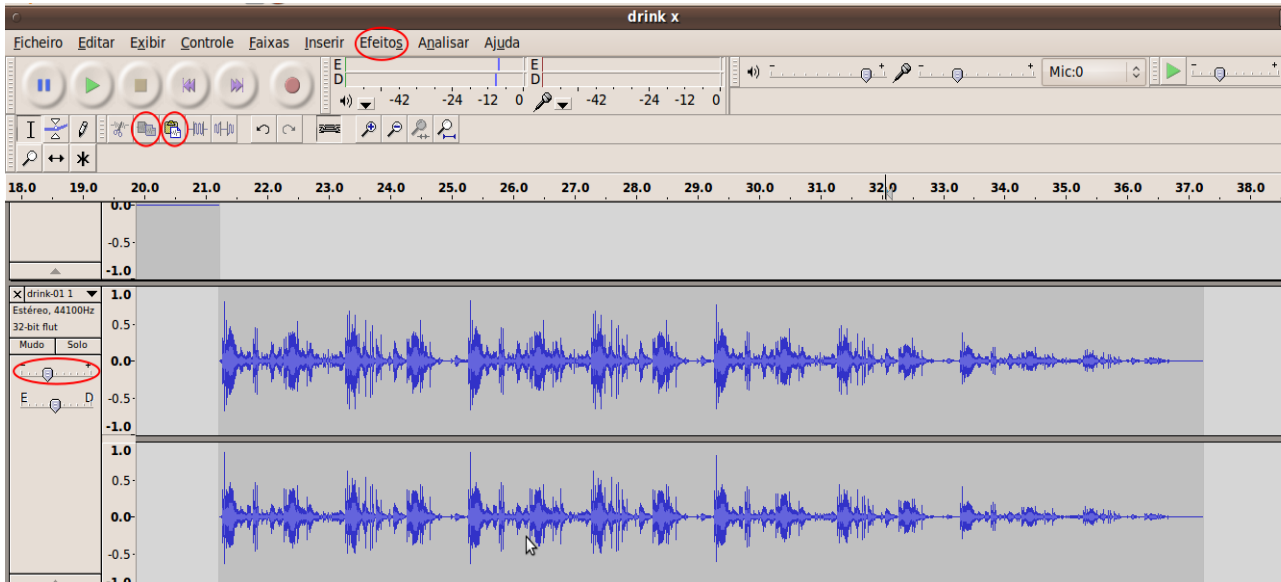 drink x
Ficheiro Editar Exibir Controle Faixas Inserir Efeitos Analisar Ajuda
E E
D D
-42 -24 -12 0 -42 -24 -12 0
- + - + Mic:0 - +
18.0 19.0 20.0 21.0 22.0 23.0 24.0 25.0 26.0 27.0 28.0 29.0 30.0 31.0 32.0 33.0 34.0 35.0 36.0 37.0 38.0
0.0
-0.5
-1.0
X drink-01 1 1.0
Estéreo, 44100Hz
32-bit flut 0.5
Mudo Solo
- + 0.0
E D -0.5
-1.0
1.0
0.5
0.0
-0.5
-1.0